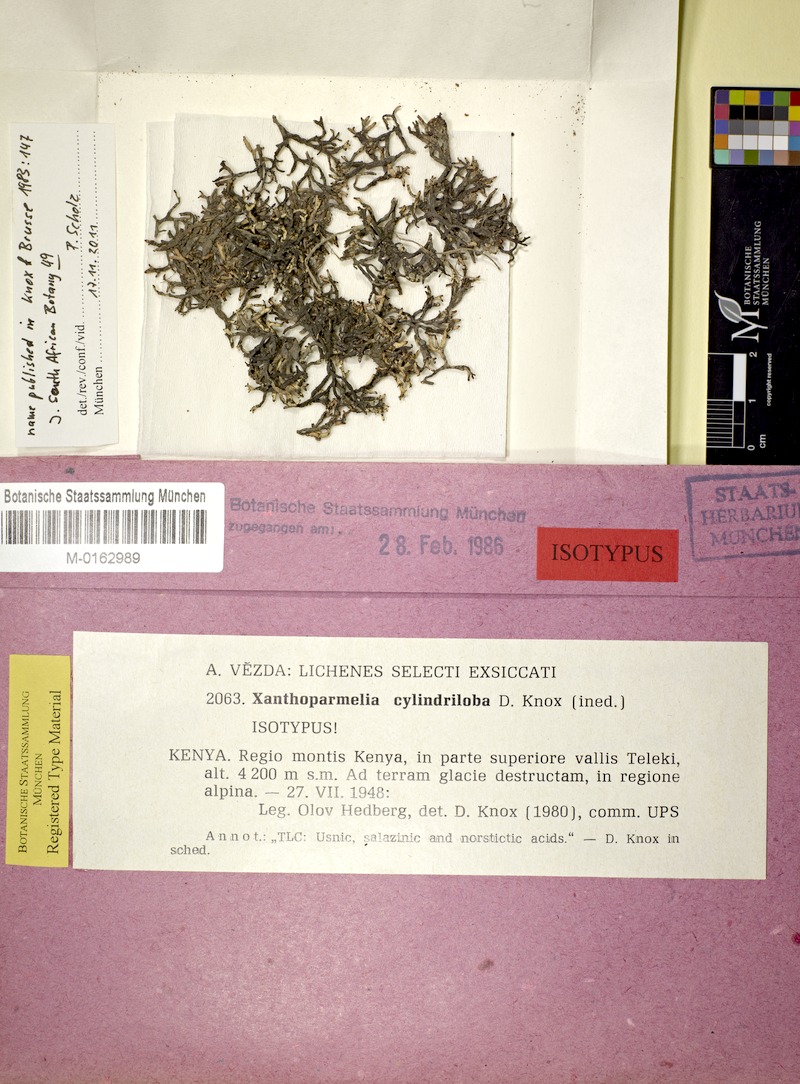 name published in Knox & Brusse 1983: 147
J. South African Botany 49
det./rev./conf./vid. P. Scholz
München 17.11.2011
BOTANISCHE
STAATSSAMMLUNG
MÜNCHEN
0 1 2
cm
copyright reserved
Botanische Staatssammlung München
M-0162989
Botanische Staatssammlung München
zugegangen am:
28. Feb. 1986
ISOTYPUS
STAATS-
HERBARIUM
MÜNCHEN
BOTANISCHE STAATSSAMMLUNG
MÜNCHEN
Registered Type Material
A. VĚZDA: LICHENES SELECTI EXSICCATI
2063. Xanthoparmelia cylindriloba D. Knox (ined.)
ISOTYPUS!
KENYA. Regio montis Kenya, in parte superiore vallis Teleki,
alt. 4 200 m s.m. Ad terram glacie destructam, in regione
alpina. — 27. VII. 1948:
Leg. Olov Hedberg, det. D. Knox (1980), comm. UPS
Annot.: „TLC: Usnic, salazinic and norstictic acids.“ — D. Knox in
sched.